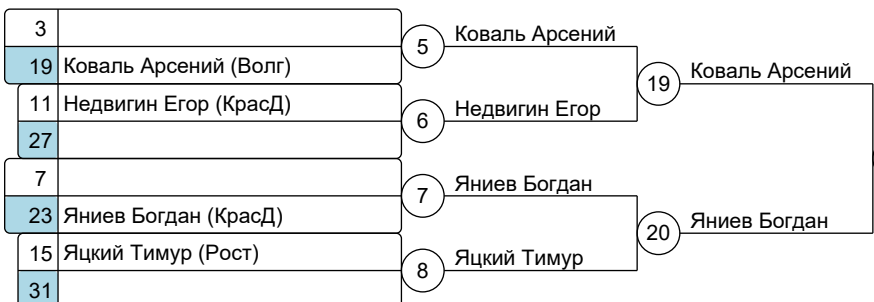 3
19 Коваль Арсений (Волг)
11 Недвигин Егор (КрасД)
27
7
23 Яниев Богдан (КрасД)
15 Яцкий Тимур (Рост)
31
5 Коваль Арсений
6 Недвигин Егор
7 Яниев Богдан
8 Яцкий Тимур
19 Коваль Арсений
20 Яниев Богдан